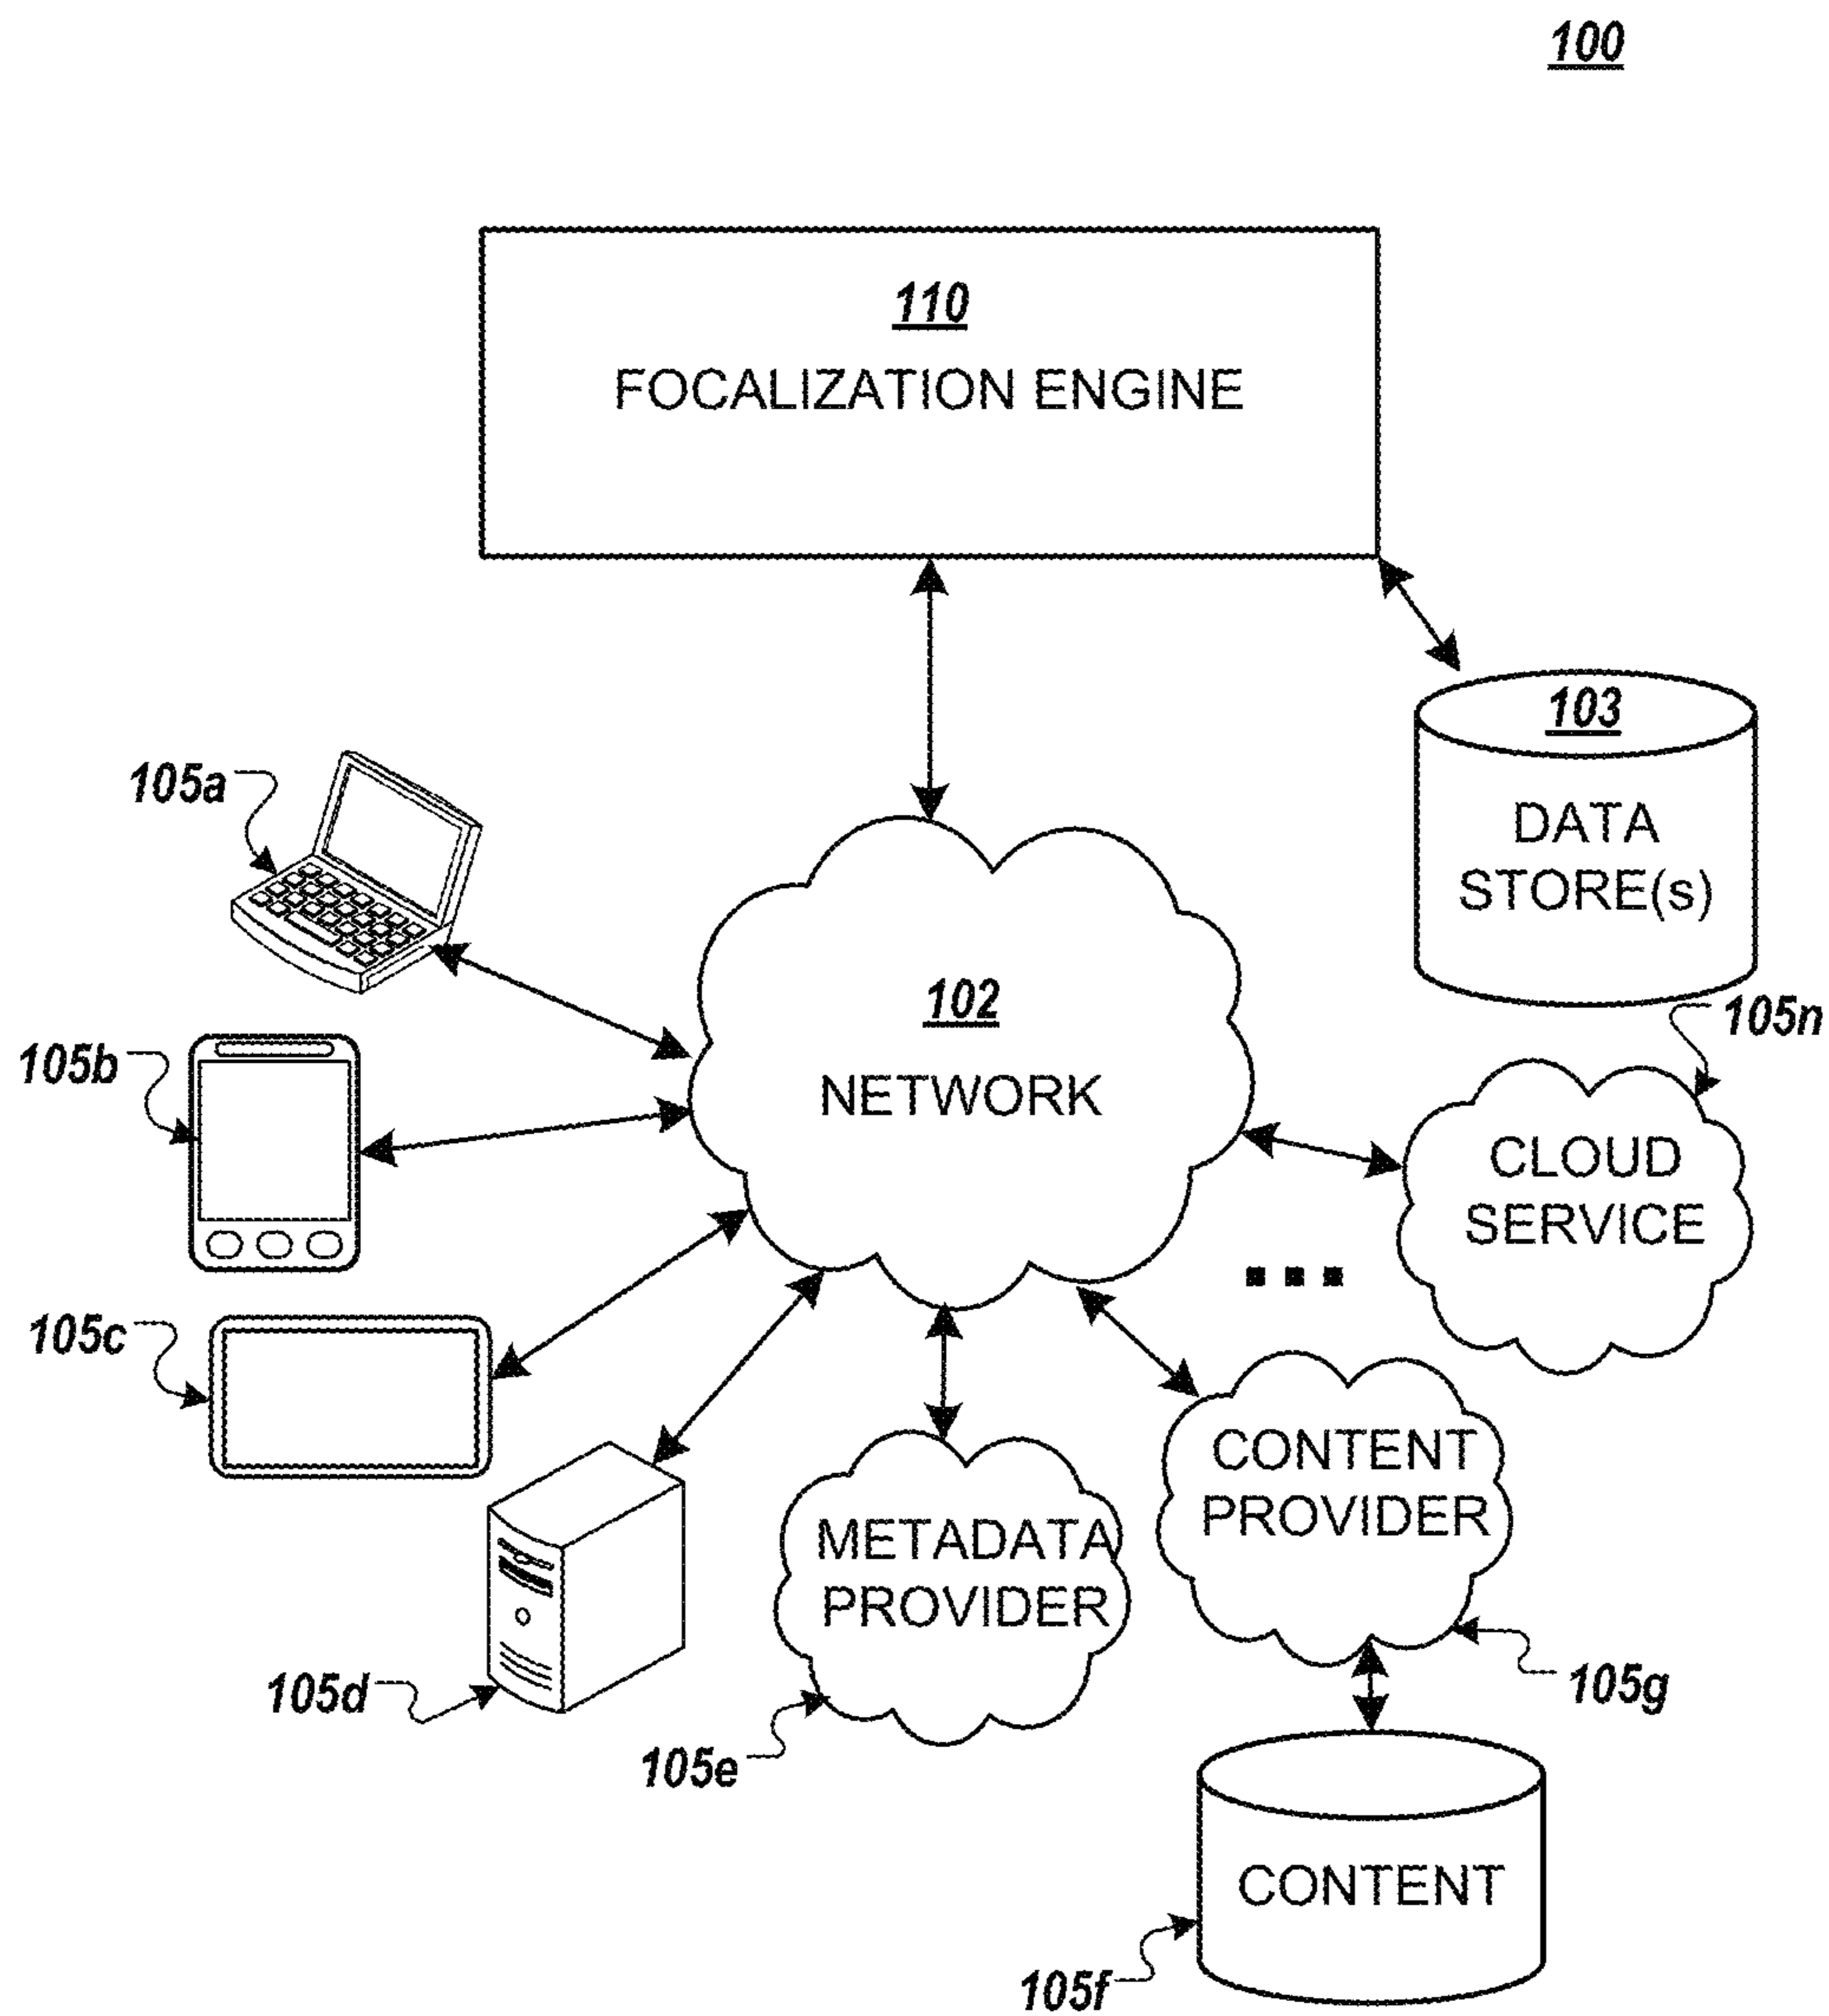 100
110
FOCALIZATION ENGINE
103
DATA
STORE(s)
105a
102
NETWORK
105n
105b
CLOUD
SERVICE
105c
CONTENT
PROVIDER
METADATA
PROVIDER
105d
105g
105e
CONTENT
105f